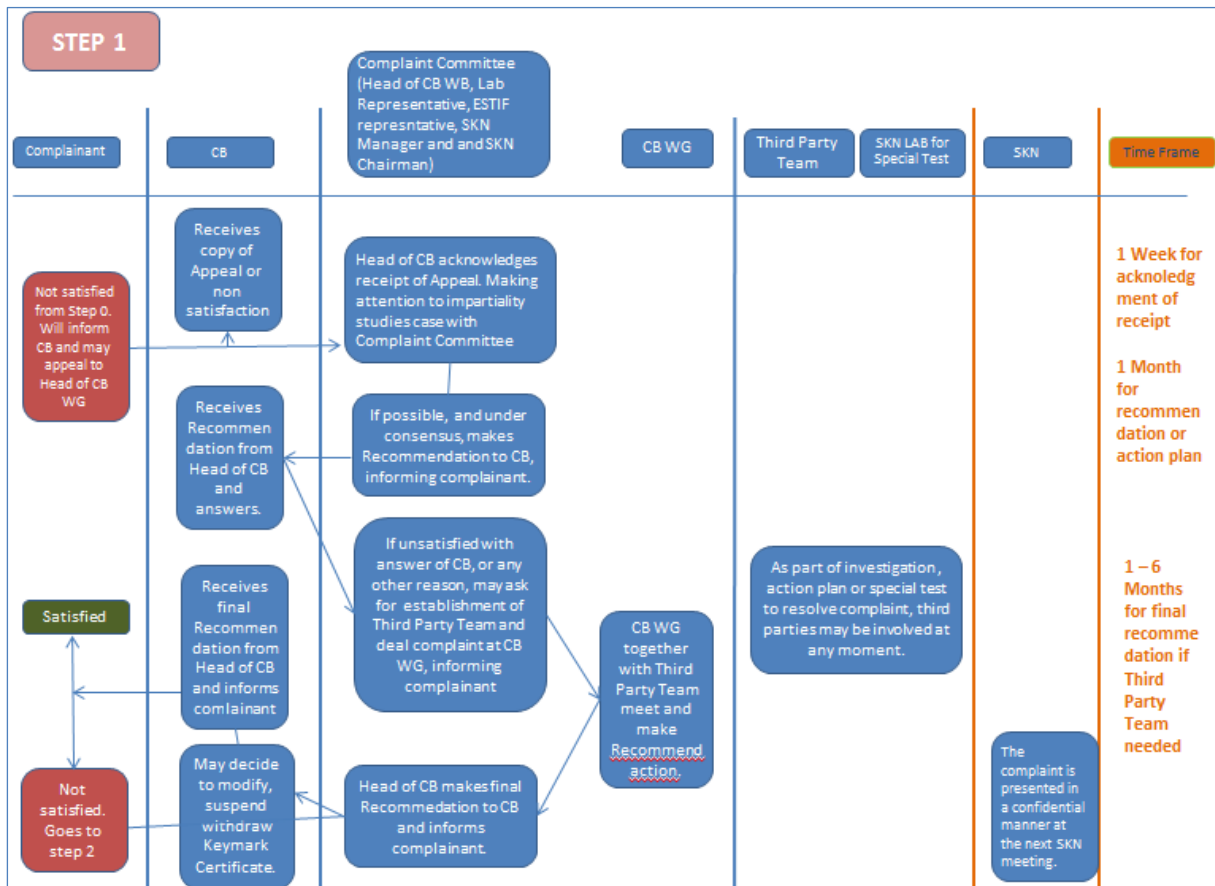 STEP 1
Complainant
CB
Complaint Committee
(Head of CB WB, Lab
Representative, ESTIF
represntative, SKN
Manager and and SKN
Chairman)
CB WG
Third Party
Team
SKN LAB for
Special Test
SKN
Time Frame
Not satisfied
from Step 0.
Will inform
CB and may
appeal to
Head of CB
WG
Receives
copy of
Appeal or
non
satisfaction
Head of CB acknowledges
receipt of Appeal. Making
attention to impartiality
studies case with
Complaint Committee
1 Week for
acknoledg
ment of
receipt
1 Month
for
recommen
dation or
action plan
Receives
Recommen
dation from
Head of CB
and
answers.
If possible, and under
consensus, makes
Recommendation to CB,
informing complainant.
If unsatisfied with
answer of CB, or any
other reason, may ask
for establishment of
Third Party Team and
deal complaint at CB
WG, informing
complainant
As part of investigation,
action plan or special test
to resolve complaint, third
parties may be involved at
any moment.
1 – 6
Months
for final
recomme
dation if
Third
Party
Team
needed
Satisfied
Receives
final
Recommen
dation from
Head of CB
and informs
comlainant
CB WG
together
with Third
Party Team
meet and
make
Recommend
action.
Not
satisfied.
Goes to
step 2
May decide
to modify,
suspend
withdraw
Keymark
Certificate.
Head of CB makes final
Recommedation to CB
and informs
complainant.
The
complaint is
presented in
a confidential
manner at
the next SKN
meeting.